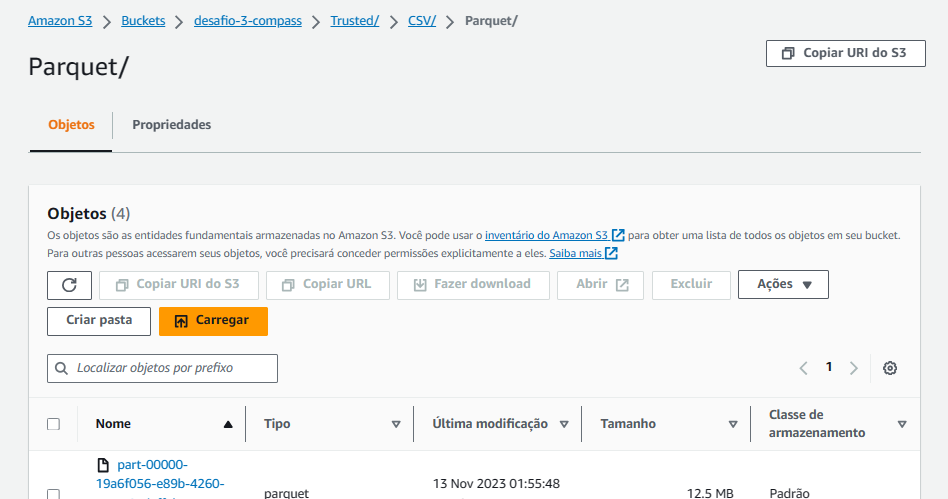 Amazon S3 > Buckets > desafio-3-compass > Trusted/ > CSV/ > Parquet/
Parquet/
Copiar URI do S3
Objetos Propriedades
Objetos (4)
Os objetos são as entidades fundamentais armazenadas no Amazon S3. Você pode usar o inventário do Amazon S3 para obter uma lista de todos os objetos em seu bucket.
Para outras pessoas acessarem seus objetos, você precisará conceder permissões explicitamente a eles. Saiba mais
Copiar URI do S3 Copiar URL Fazer download Abrir Excluir Ações
Criar pasta Carregar
Localizar objetos por prefixo
1
Nome Tipo Última modificação Tamanho Classe de
armazenamento
part-00000-
19a6f056-e89b-4260-
parquet 13 Nov 2023 01:55:48 12.5 MB Padrão